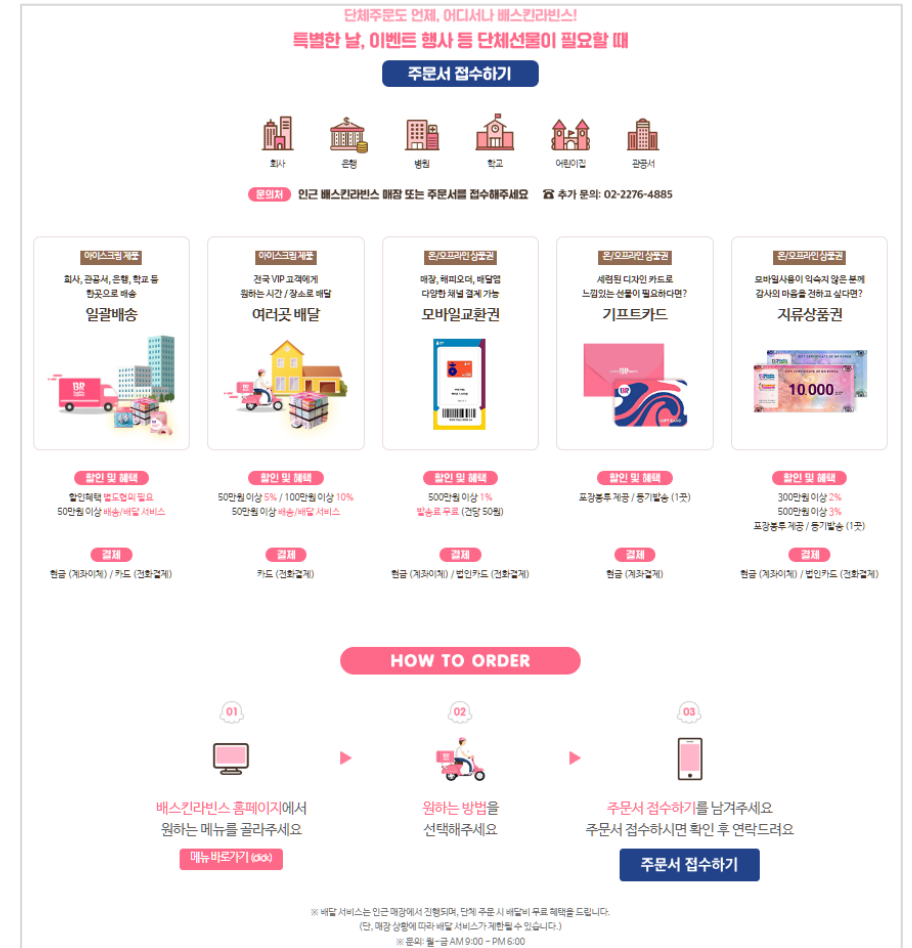 단체주문도 언제, 어디서나 배스킨라빈스!
특별한 날, 이벤트 행사 등 단체선물이 필요할 때
주문서 접수하기
회사 은행 병원 학교 어린이집 관공서
문의처 인근 배스킨라빈스 매장 또는 주문서를 접수해주세요 ☎ 추가 문의: 02-2276-4885
아이스크림 제품
회사, 관공서, 은행, 학교 등
한곳으로 배송
일괄배송
BR
할인 및 혜택
할인혜택 별도협의 필요
50만원 이상 배송/배달 서비스
결제
현금 (계좌이체) / 카드 (전화결제)
아이스크림 제품
전국 VIP 고객에게
원하는 시간 / 장소로 배달
여러곳 배달
할인 및 혜택
50만원 이상 5% / 100만원 이상 10%
50만원 이상 배송/배달 서비스
결제
카드 (전화결제)
온/오프라인 상품권
매장, 해피오더, 배달앱
다양한 채널 결제 가능
모바일교환권
할인 및 혜택
500만원 이상 1%
발송료 무료 (건당 50원)
결제
현금 (계좌이체) / 법인카드 (전화결제)
온/오프라인 상품권
세련된 디자인 카드로
느낌있는 선물이 필요하다면?
기프트카드
BR
할인 및 혜택
포장봉투 제공 / 등기발송 (1곳)
결제
현금 (계좌결제)
온/오프라인 상품권
모바일사용이 익숙지 않은 분께
감사의 마음을 전하고 싶다면?
지류상품권
10,000
할인 및 혜택
300만원 이상 2%
500만원 이상 3%
포장봉투 제공 / 등기발송 (1곳)
결제
현금 (계좌이체) / 법인카드 (전화결제)
HOW TO ORDER
01
배스킨라빈스 홈페이지에서
원하는 메뉴를 골라주세요
메뉴 바로가기 (click)
02
원하는 방법을
선택해주세요
03
주문서 접수하기를 남겨주세요
주문서 접수하시면 확인 후 연락드려요
주문서 접수하기
※ 배달 서비스는 인근 매장에서 진행되며, 단체 주문 시 배달비 무료 혜택을 드립니다.
(단, 매장 상황에 따라 배달 서비스가 제한될 수 있습니다.)
※ 문의: 월~금 AM 9:00 ~ PM 6:00